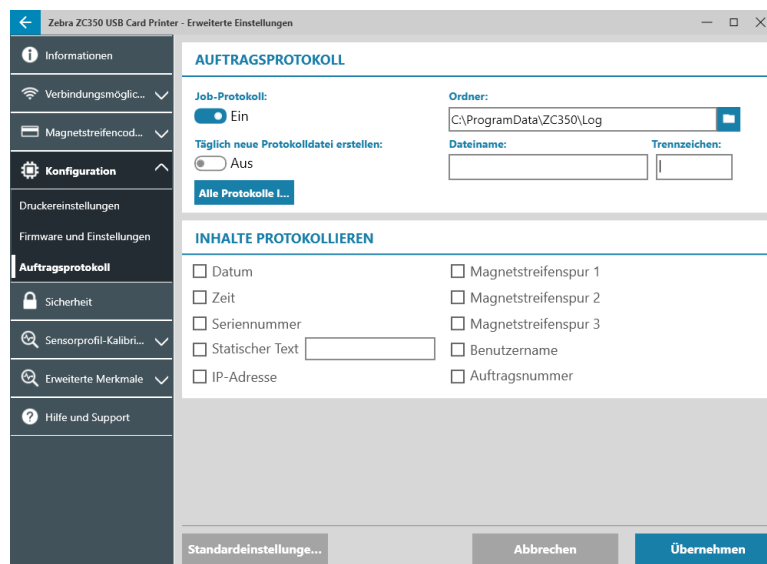 Zebra ZC350 USB Card Printer - Erweiterte Einstellungen
Informationen
Verbindungsmöglic...
Magnetstreifencod...
Konfiguration
Druckereinstellungen
Firmware und Einstellungen
Auftragsprotokoll
Sicherheit
Sensorprofil-Kalibri...
Erweiterte Merkmale
Hilfe und Support
AUFTRAGSPROTOKOLL
Job-Protokoll:
Ein
Ordner:
C:\ProgramData\ZC350\Log
Täglich neue Protokolldatei erstellen:
Aus
Dateiname:
Trennzeichen:
Alle Protokolle l...
INHALTE PROTOKOLLIEREN
Datum
Zeit
Seriennummer
Statischer Text
IP-Adresse
Magnetstreifenspur 1
Magnetstreifenspur 2
Magnetstreifenspur 3
Benutzername
Auftragsnummer
Standardeinstellunge...
Abbrechen
Übernehmen